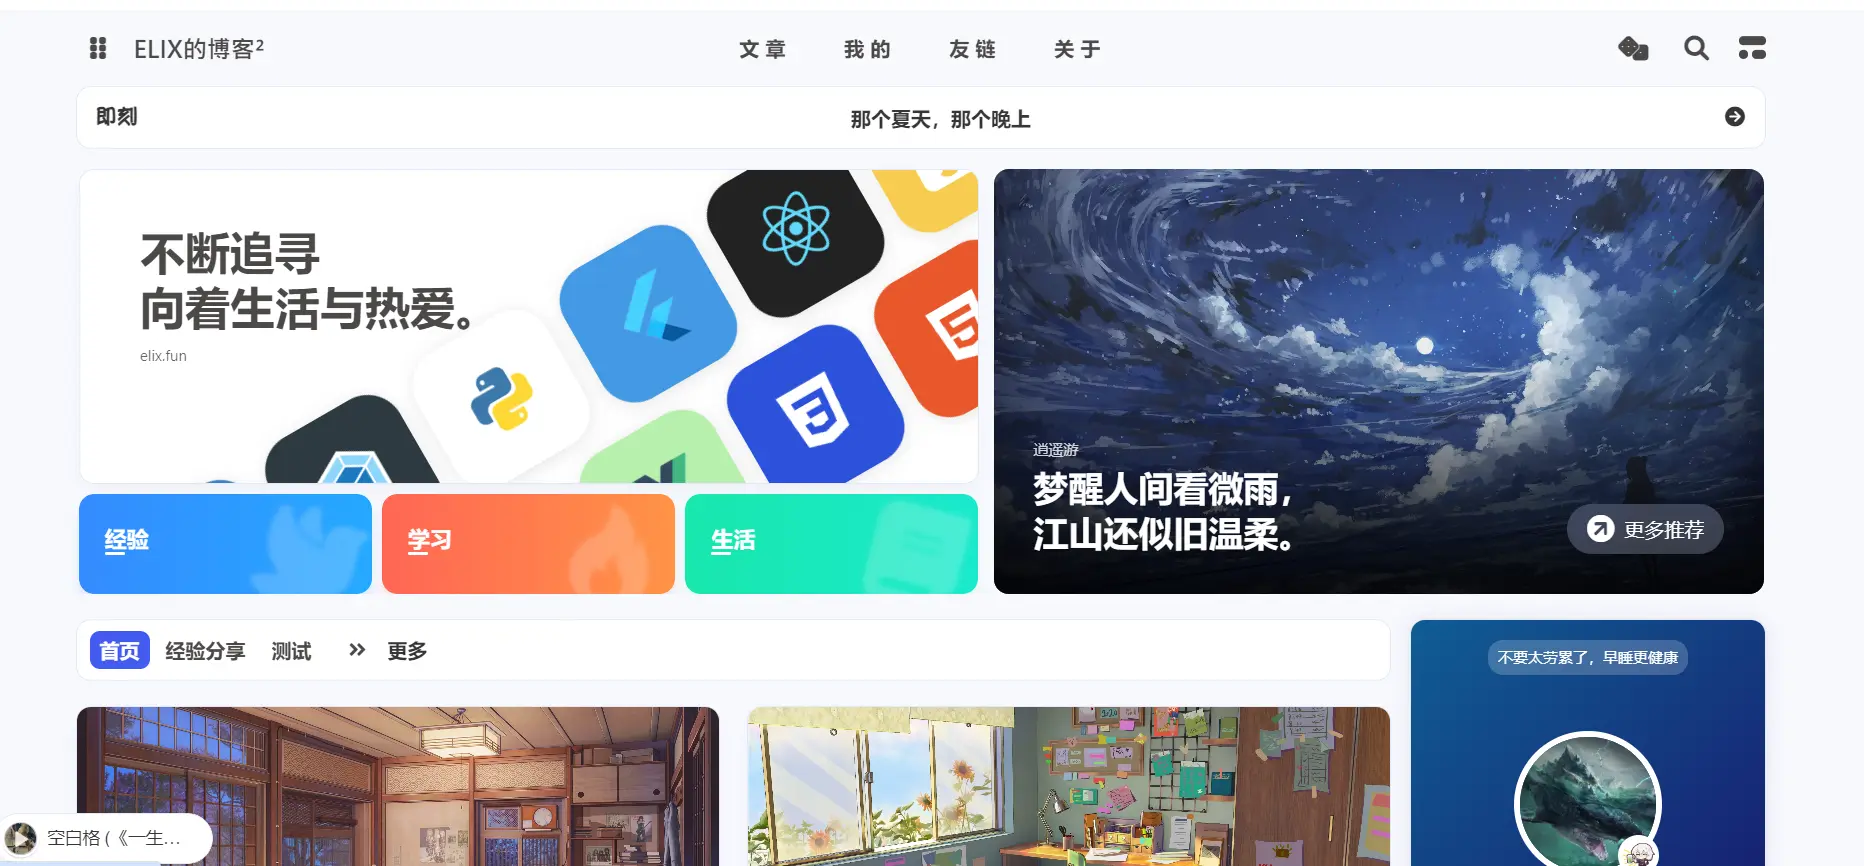 ELIX的博客²
文章
我的
友链
关于
即刻
那个夏天，那个晚上
不断追寻
向着生活与热爱。
elix.fun
逍遥游
梦醒人间看微雨，
江山还似旧温柔。
更多推荐
经验
学习
生活
首页
经验分享
测试
更多
不要太劳累了，早睡更健康
空白格 (《一生...